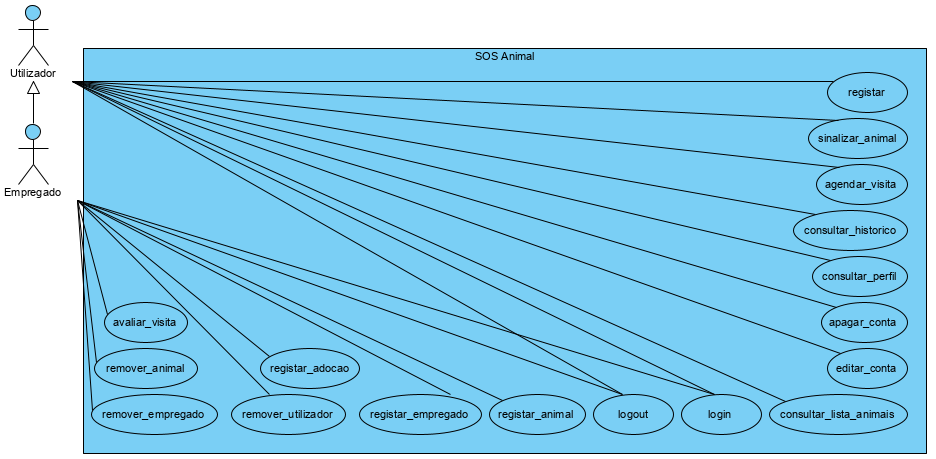 Utilizador
SOS Animal
registar
sinalizar_animal
agendar_visita
Empregado
consultar_historico
consultar_perfil
avaliar_visita
apagar_conta
remover_animal
registar_adocao
editar_conta
remover_empregado
remover_utilizador
registar_empregado
registar_animal
logout
login
consultar_lista_animais